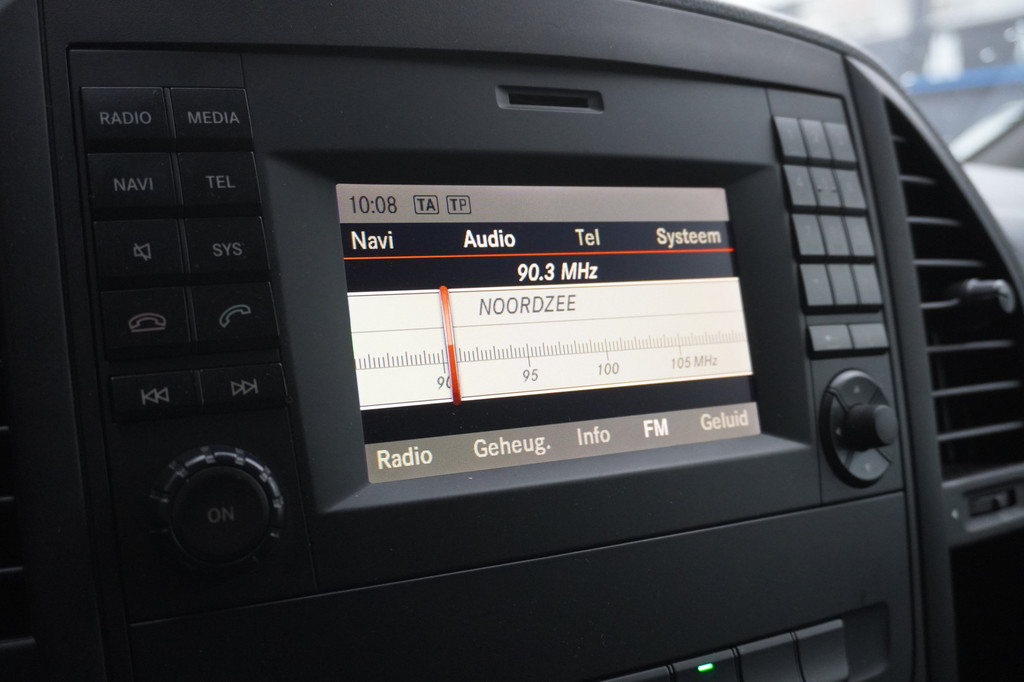 RADIO MEDIA
NAVI TEL
SYS
ON
10:08 TA TP
Navi Audio Tel Systeem
90.3 MHz
NOORDZEE
90 95 100 105 MHz
Radio Geheug. Info FM Geluid